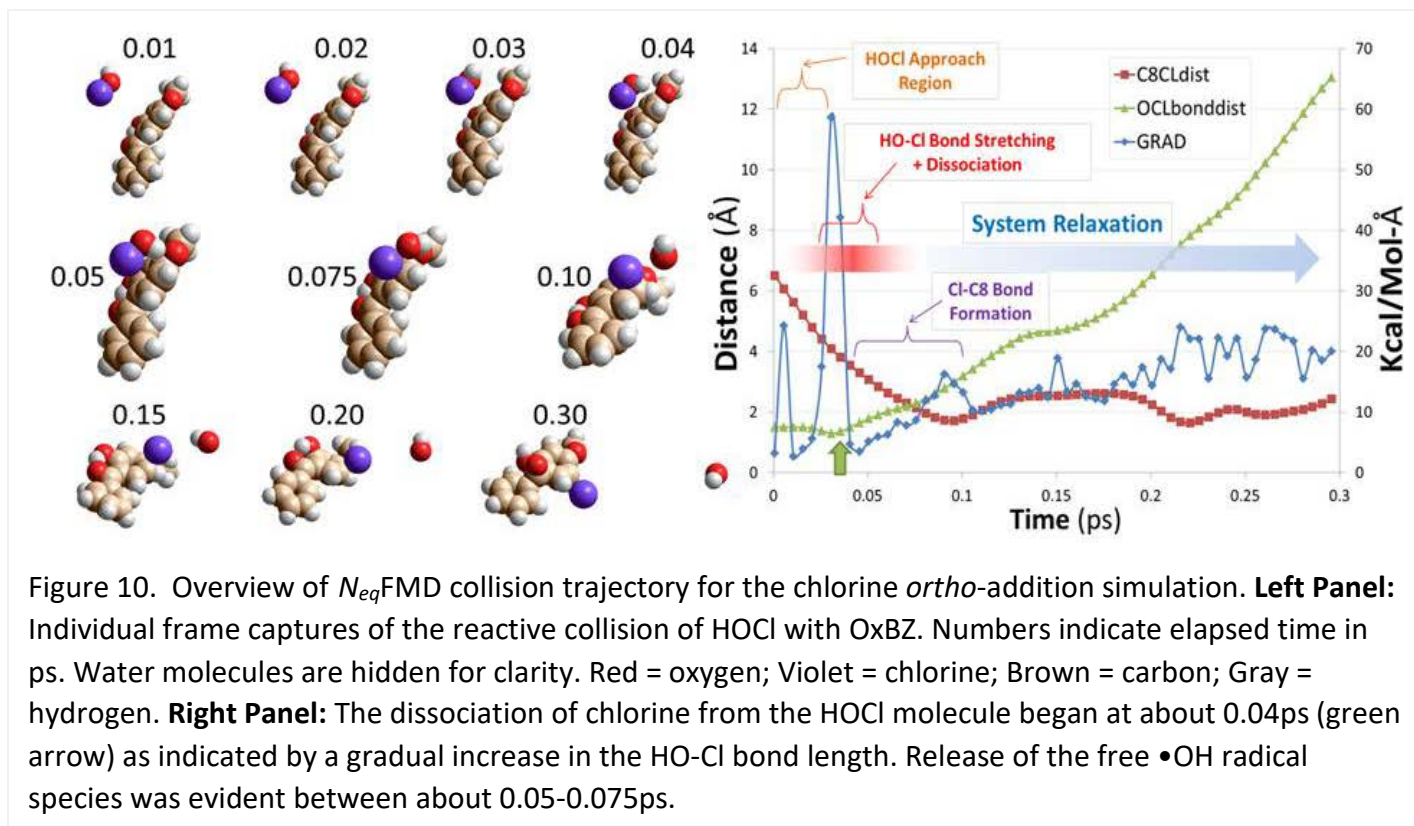 0.01
0.02
0.03
0.04
0.05
0.075
0.10
0.15
0.20
0.30
14
12
10
8
6
4
2
0
Distance (Å)
70
60
50
40
30
20
10
0
Kcal/Mol-Å
0
0.05
0.1
0.15
0.2
0.25
0.3
Time (ps)
HOCl Approach
Region
HO-Cl Bond Stretching
+ Dissociation
System Relaxation
Cl-C8 Bond
Formation
C8CLdist
OCLbonddist
GRAD
Figure 10. Overview of NeqFMD collision trajectory for the chlorine ortho-addition simulation. Left Panel:
Individual frame captures of the reactive collision of HOCl with OxBZ. Numbers indicate elapsed time in
ps. Water molecules are hidden for clarity. Red = oxygen; Violet = chlorine; Brown = carbon; Gray =
hydrogen. Right Panel: The dissociation of chlorine from the HOCl molecule began at about 0.04ps (green
arrow) as indicated by a gradual increase in the HO-Cl bond length. Release of the free •OH radical
species was evident between about 0.05-0.075ps.